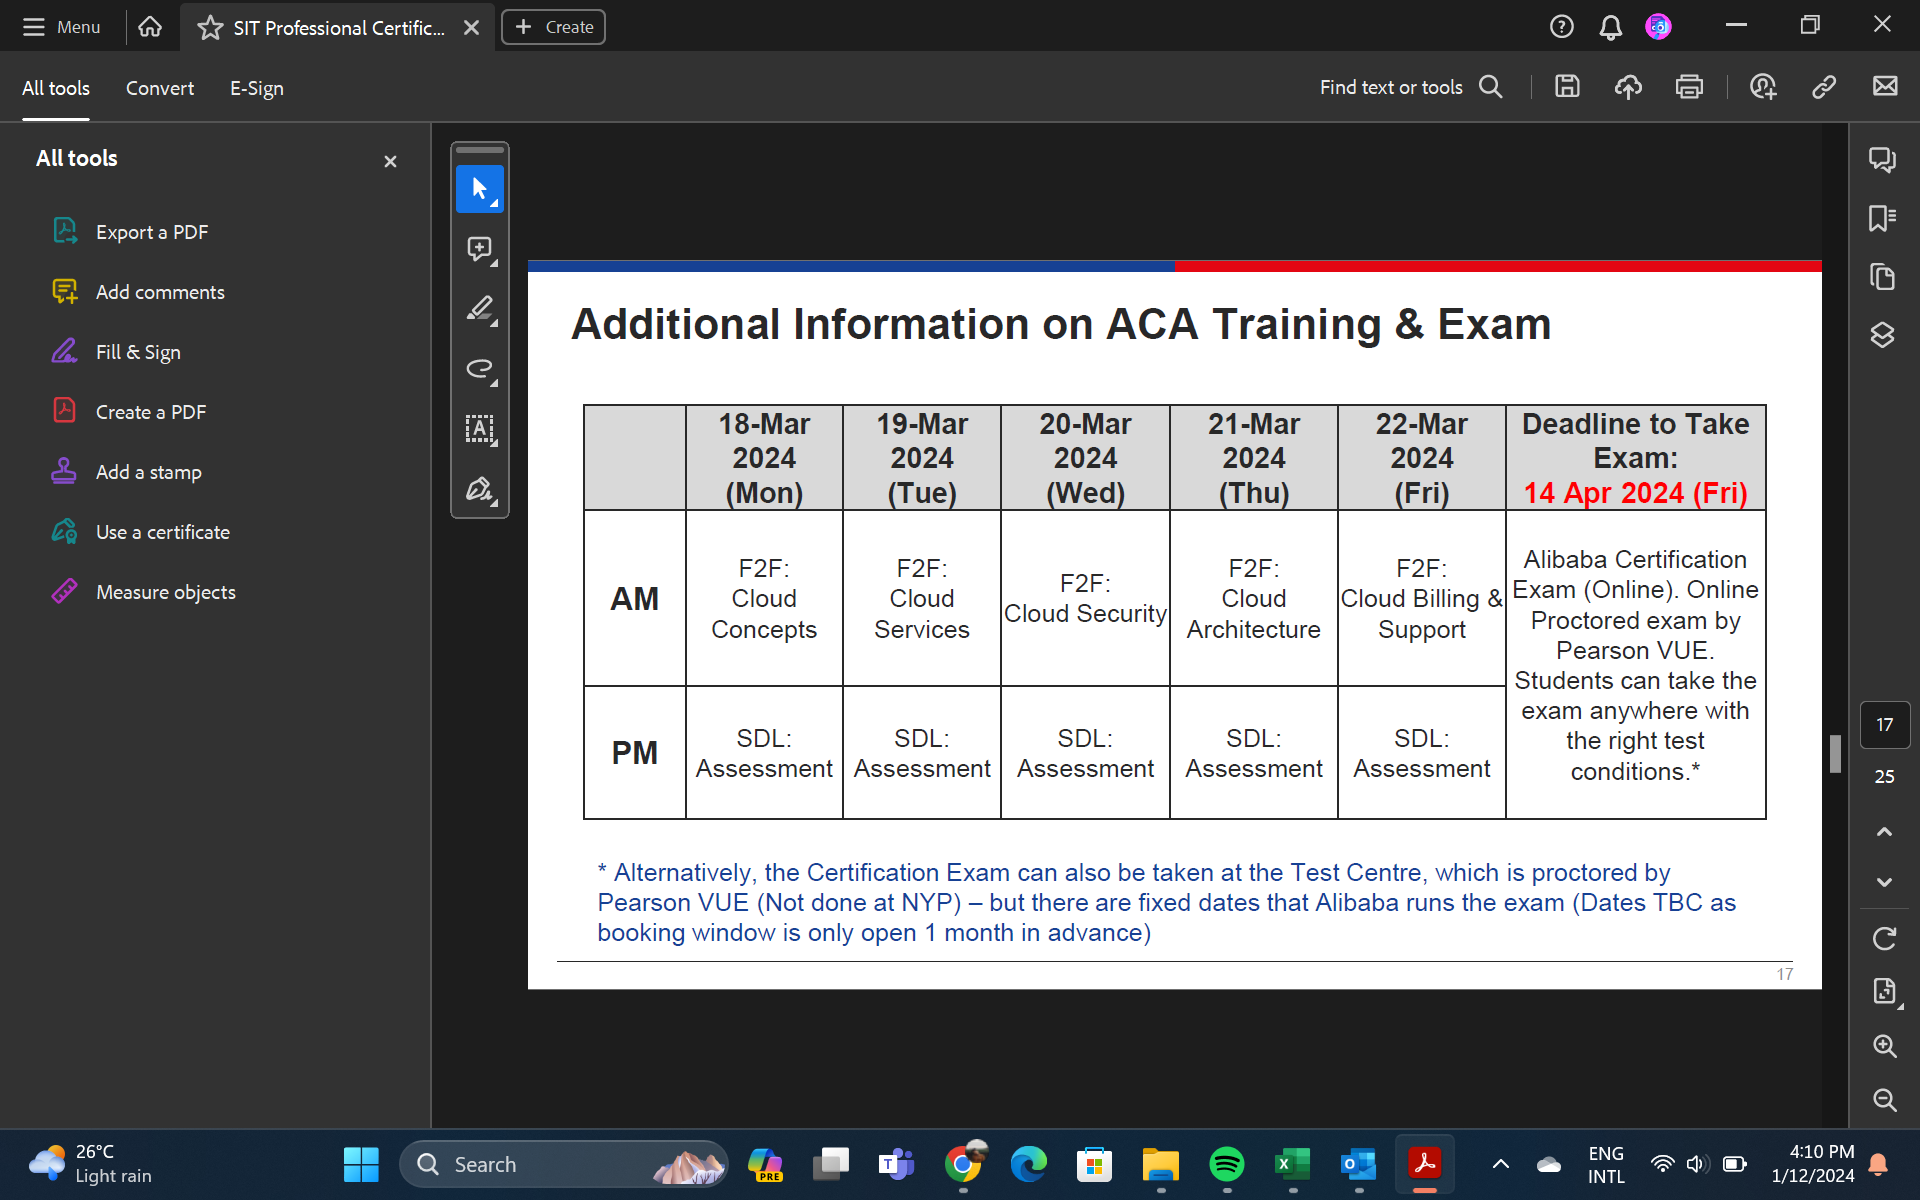 Menu
SIT Professional Certific...
Create
All tools
Convert
E-Sign
Find text or tools
All tools
Export a PDF
Add comments
Fill & Sign
Create a PDF
Add a stamp
Use a certificate
Measure objects
Additional Information on ACA Training & Exam
18-Mar
2024
(Mon)
19-Mar
2024
(Tue)
20-Mar
2024
(Wed)
21-Mar
2024
(Thu)
22-Mar
2024
(Fri)
Deadline to Take
Exam:
14 Apr 2024 (Fri)
AM
F2F:
Cloud
Concepts
F2F:
Cloud
Services
F2F:
Cloud Security
F2F:
Cloud
Architecture
F2F:
Cloud Billing &
Support
Alibaba Certification
Exam (Online). Online
Proctored exam by
Pearson VUE.
Students can take the
exam anywhere with
the right test
conditions.*
PM
SDL:
Assessment
SDL:
Assessment
SDL:
Assessment
SDL:
Assessment
SDL:
Assessment
* Alternatively, the Certification Exam can also be taken at the Test Centre, which is proctored by
Pearson VUE (Not done at NYP) – but there are fixed dates that Alibaba runs the exam (Dates TBC as
booking window is only open 1 month in advance)
17
17
25
26°C
Light rain
Search
PRE
ENG
INTL
4:10 PM
1/12/2024